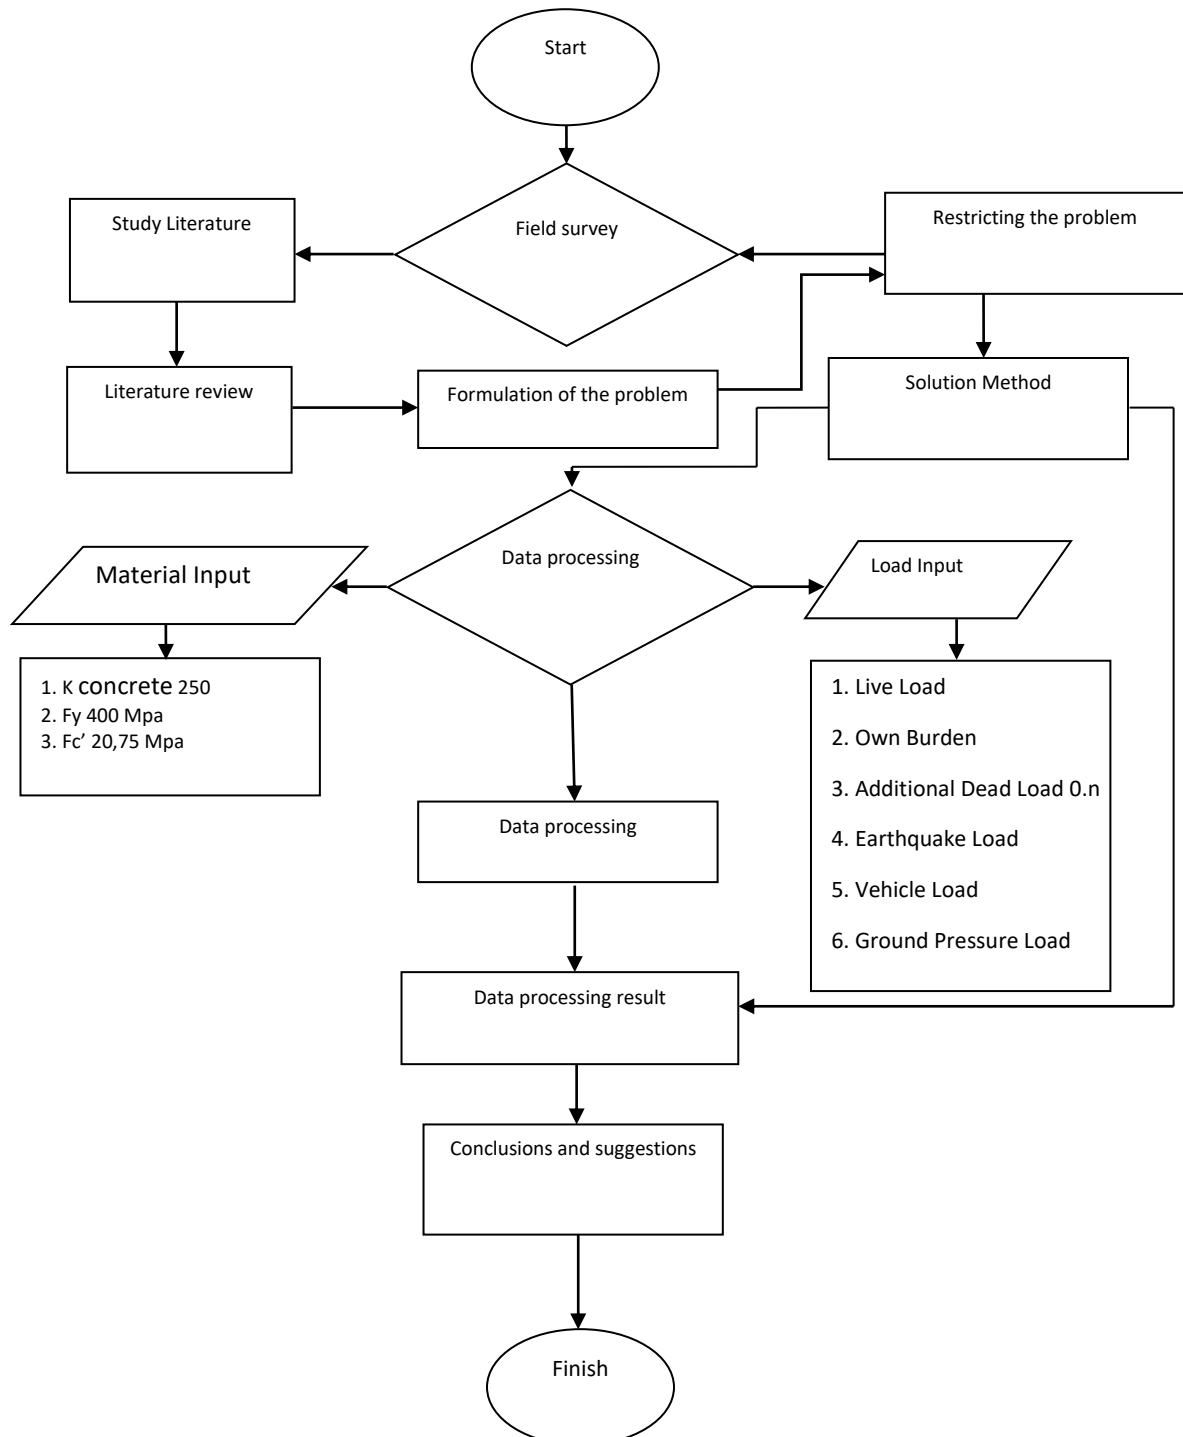 Start
Study Literature
Field survey
Restricting the problem
Literature review
Formulation of the problem
Solution Method
Material Input
Data processing
Load Input
1. K concrete 250
2. Fy 400 Mpa
3. Fc’ 20,75 Mpa
1. Live Load
2. Own Burden
3. Additional Dead Load 0.n
4. Earthquake Load
5. Vehicle Load
6. Ground Pressure Load
Data processing
Data processing result
Conclusions and suggestions
Finish